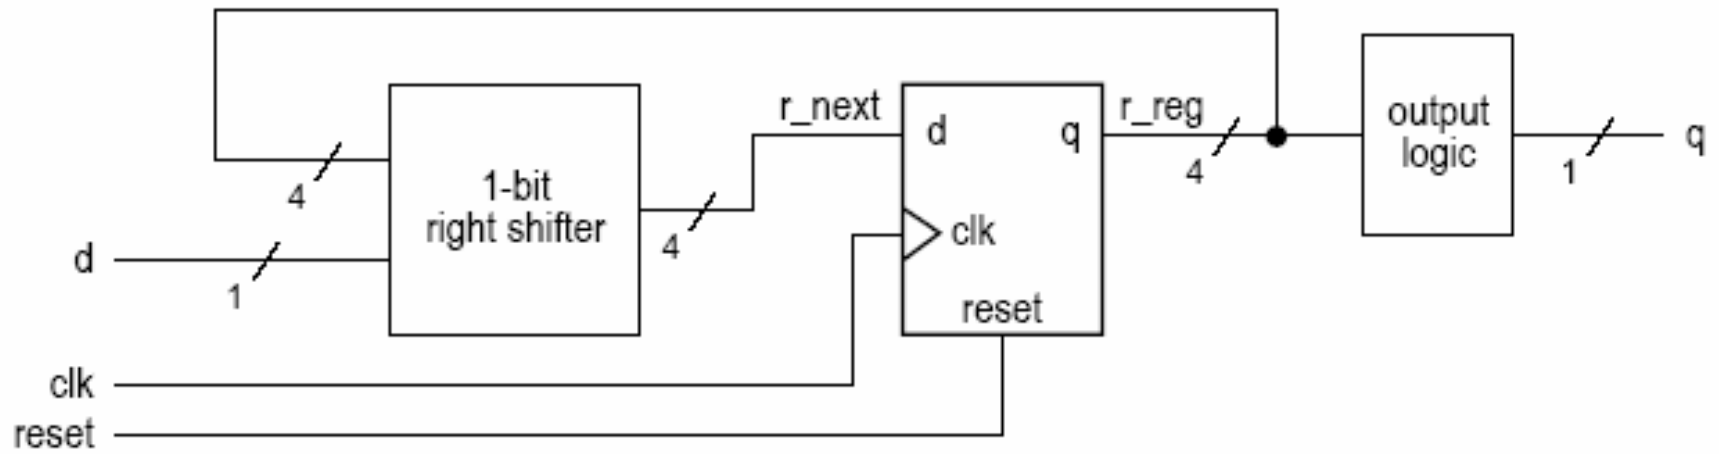 r_next
r_reg
output
logic
q
d
q
4
4
1
1-bit
right shifter
4
clk
d
1
reset
clk
reset